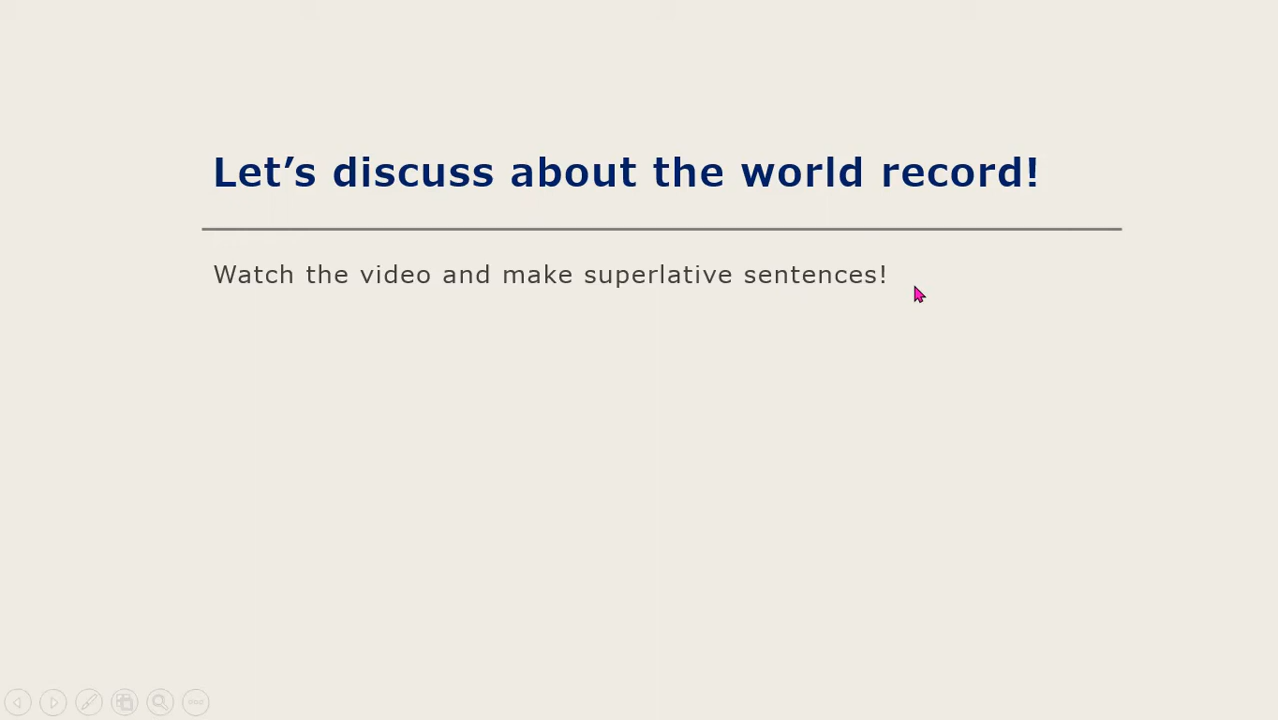 Let’s discuss about the world record!
Watch the video and make superlative sentences!